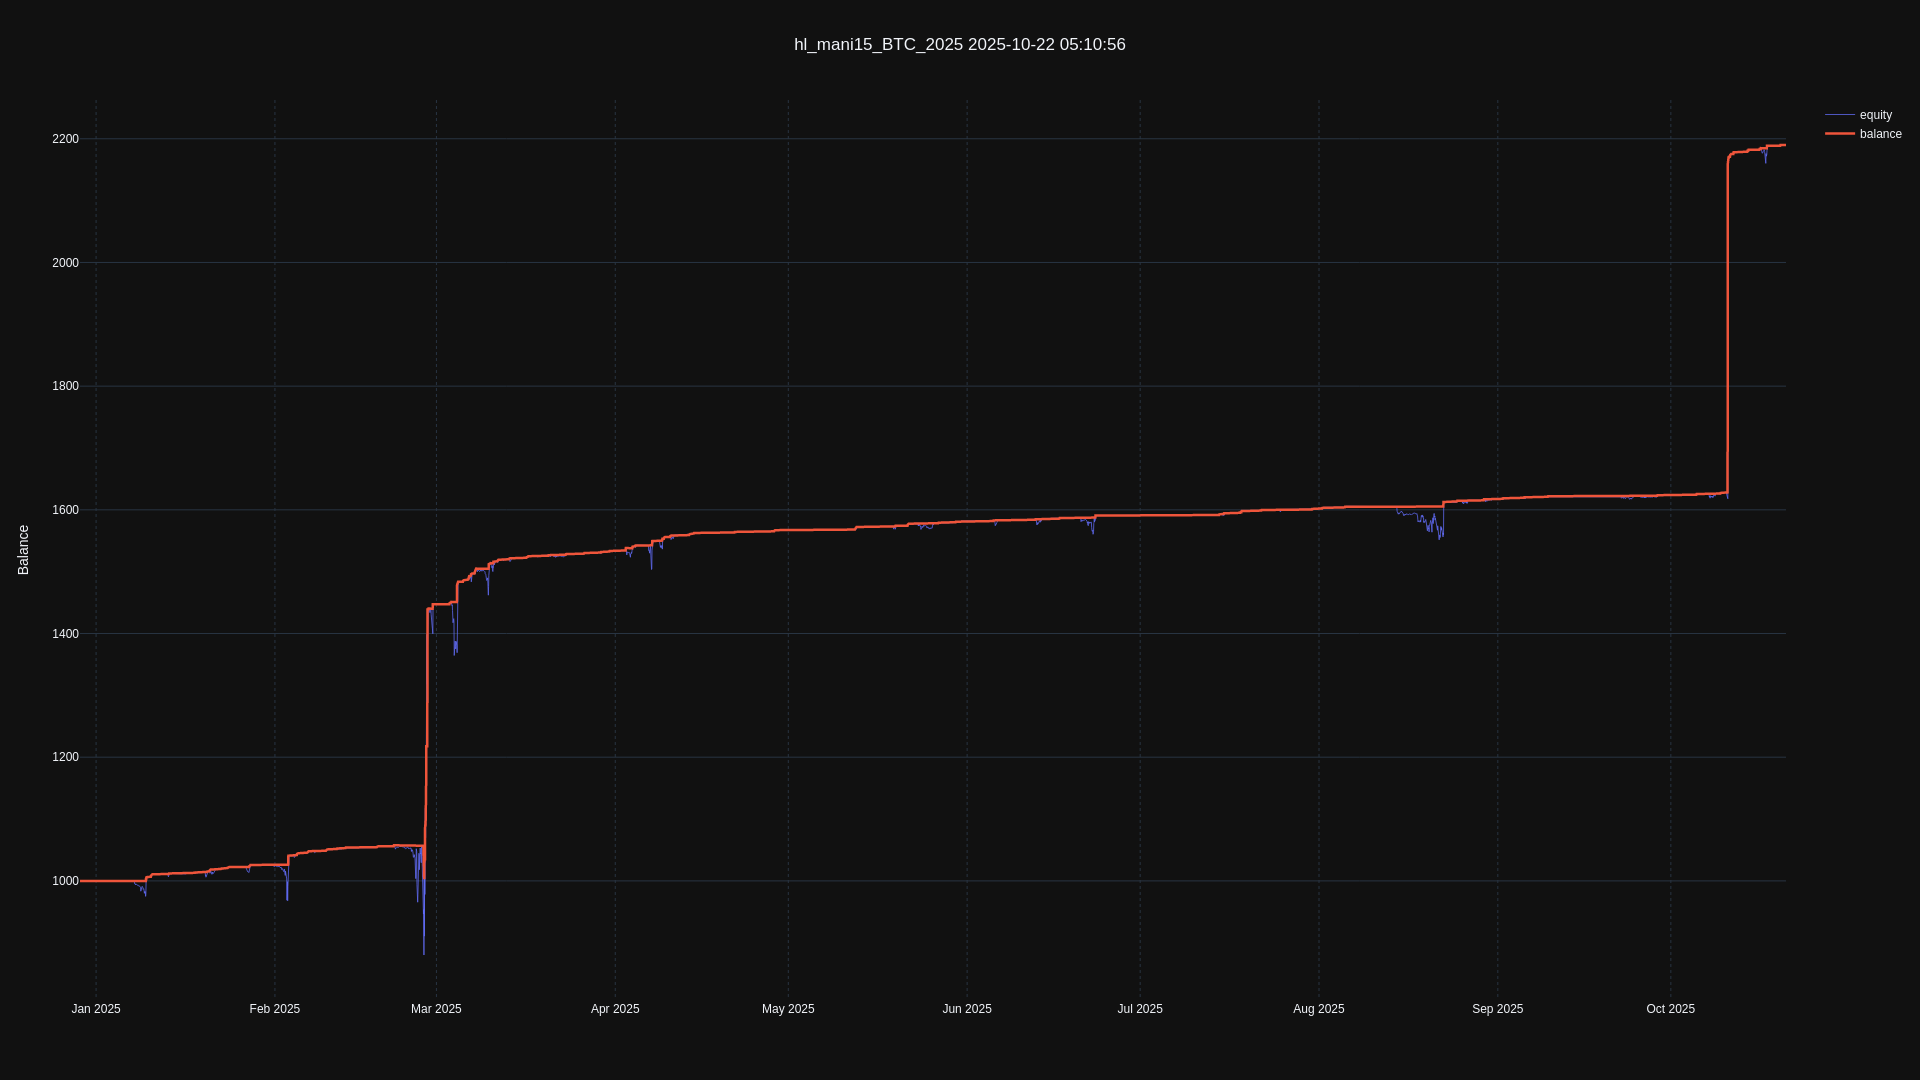 hl_mani15_BTC_2025 2025-10-22 05:10:56
equity
balance
2200
2000
1800
1600
1400
1200
1000
Balance
Jan 2025
Feb 2025
Mar 2025
Apr 2025
May 2025
Jun 2025
Jul 2025
Aug 2025
Sep 2025
Oct 2025